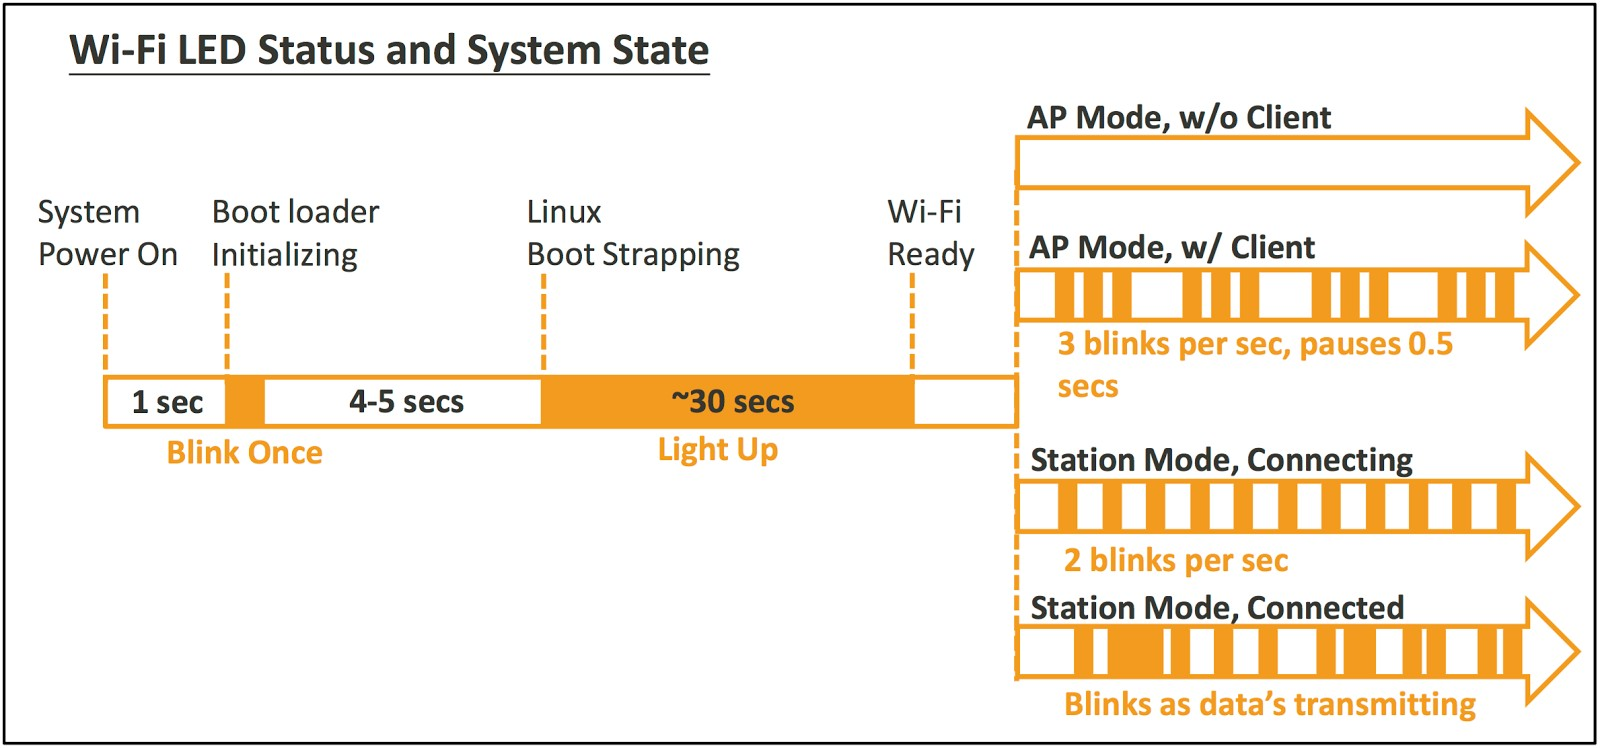 Wi-Fi LED Status and System State
System
Power On
Boot loader
Initializing
Linux
Boot Strapping
Wi-Fi
Ready
1 sec
4-5 secs
~30 secs
Blink Once
Light Up
AP Mode, w/o Client
AP Mode, w/ Client
3 blinks per sec, pauses 0.5
secs
Station Mode, Connecting
2 blinks per sec
Station Mode, Connected
Blinks as data’s transmitting